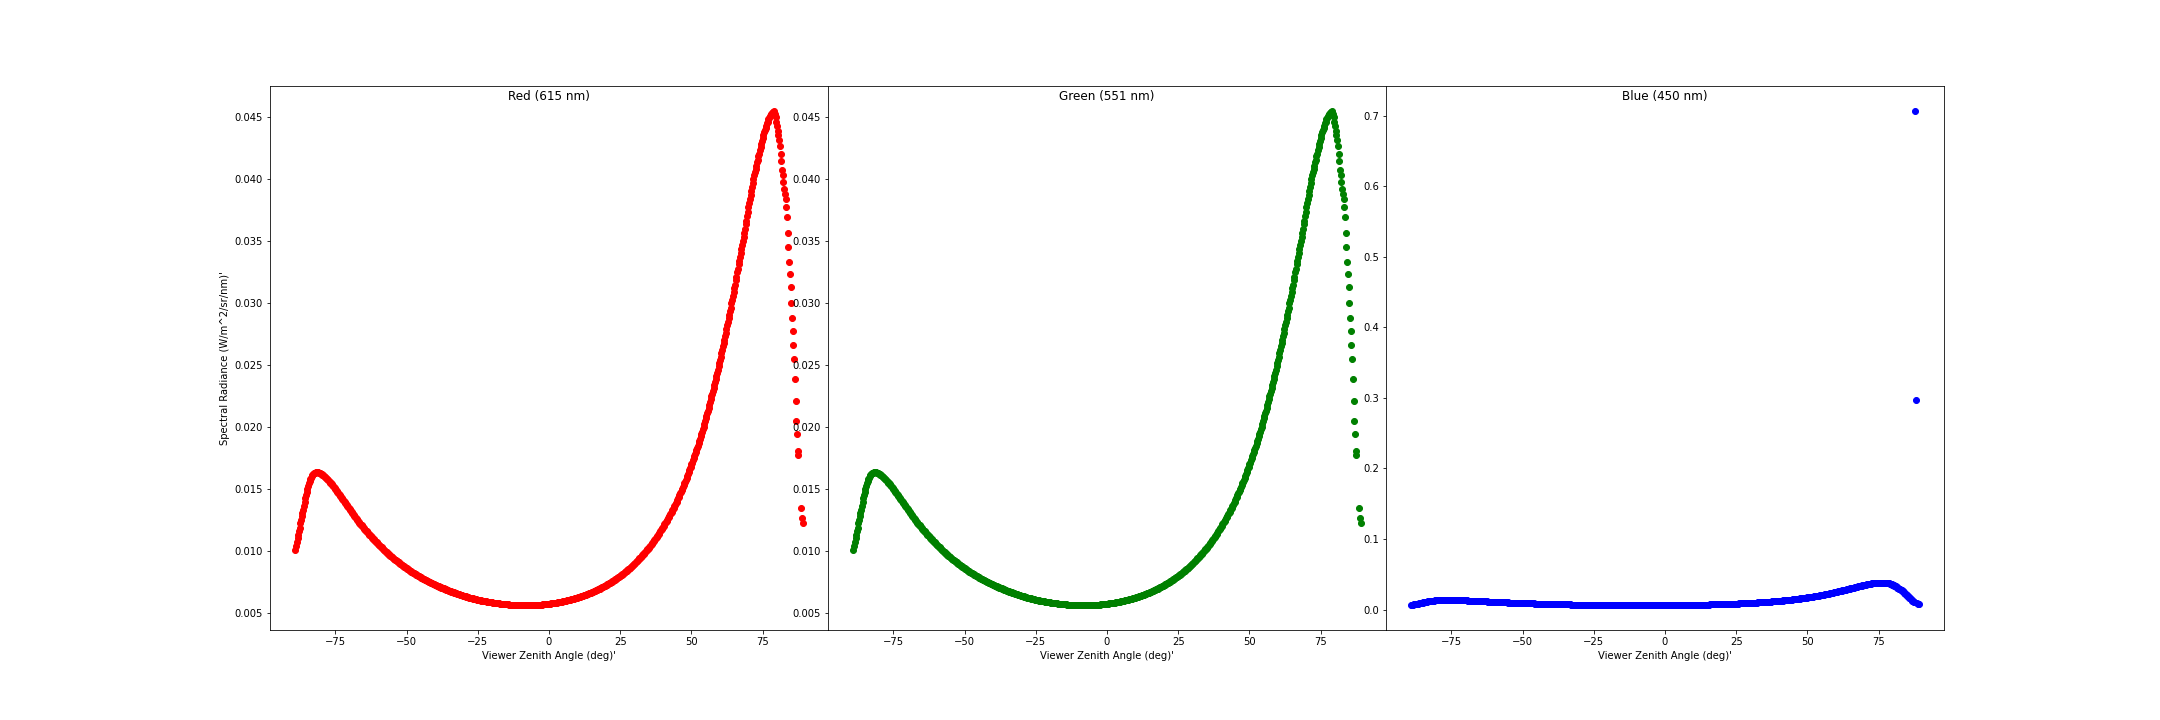 Red (615 nm)
Green (551 nm)
Blue (450 nm)
Spectral Radiance (W/m^2/sr/nm)'
0.045
0.040
0.035
0.030
0.025
0.020
0.015
0.010
0.005
−75 −50 −25 0 25 50 75
Viewer Zenith Angle (deg)'
0.045
0.040
0.035
0.030
0.025
0.020
0.015
0.010
0.005
−75 −50 −25 0 25 50 75
Viewer Zenith Angle (deg)'
0.7
0.6
0.5
0.4
0.3
0.2
0.1
0.0
−75 −50 −25 0 25 50 75
Viewer Zenith Angle (deg)'